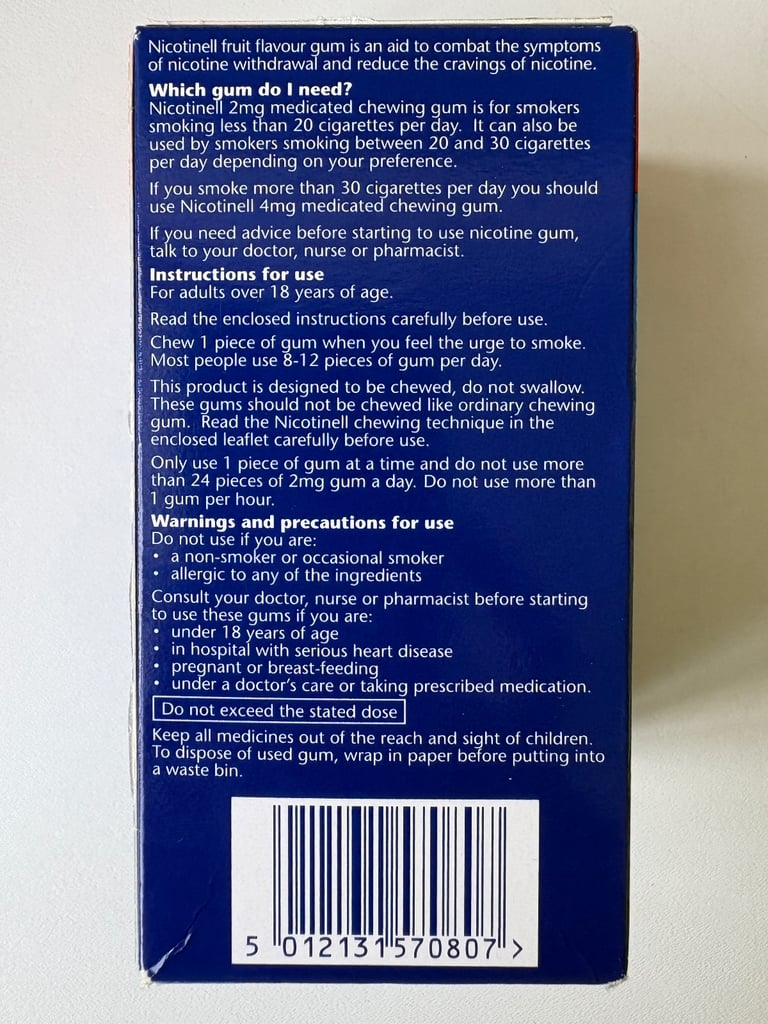 Nicotinell fruit flavour gum is an aid to combat the symptoms
of nicotine withdrawal and reduce the cravings of nicotine.
Which gum do I need?
Nicotinell 2mg medicated chewing gum is for smokers
smoking less than 20 cigarettes per day. It can also be
used by smokers smoking between 20 and 30 cigarettes
per day depending on your preference.
If you smoke more than 30 cigarettes per day you should
use Nicotinell 4mg medicated chewing gum.
If you need advice before starting to use nicotine gum,
talk to your doctor, nurse or pharmacist.
Instructions for use
For adults over 18 years of age.
Read the enclosed instructions carefully before use.
Chew 1 piece of gum when you feel the urge to smoke.
Most people use 8-12 pieces of gum per day.
This product is designed to be chewed, do not swallow.
These gums should not be chewed like ordinary chewing
gum. Read the Nicotinell chewing technique in the
enclosed leaflet carefully before use.
Only use 1 piece of gum at a time and do not use more
than 24 pieces of 2mg gum a day. Do not use more than
1 gum per hour.
Warnings and precautions for use
Do not use if you are:
• a non-smoker or occasional smoker
• allergic to any of the ingredients
Consult your doctor, nurse or pharmacist before starting
to use these gums if you are:
• under 18 years of age
• in hospital with serious heart disease
• pregnant or breast-feeding
• under a doctor's care or taking prescribed medication.
Do not exceed the stated dose
Keep all medicines out of the reach and sight of children.
To dispose of used gum, wrap in paper before putting into
a waste bin.
5 012131 570807 >